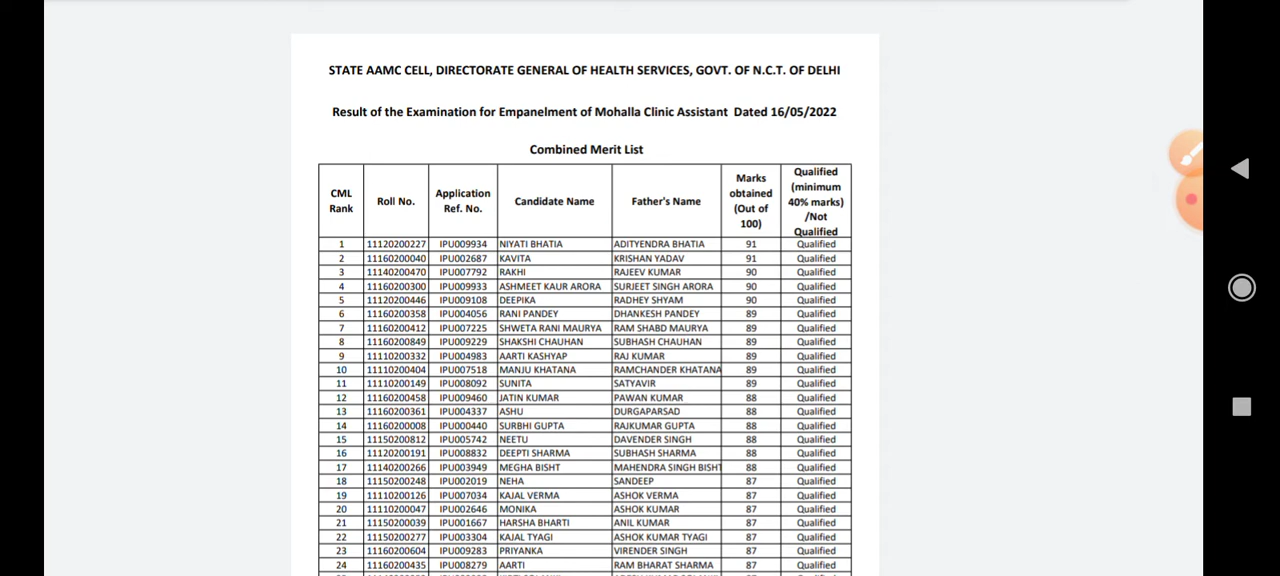 STATE AAMC CELL, DIRECTORATE GENERAL OF HEALTH SERVICES, GOVT. OF N.C.T. OF DELHI
Result of the Examination for Empanelment of Mohalla Clinic Assistant Dated 16/05/2022
Combined Merit List
CML Rank Roll No. Application Ref. No. Candidate Name Father's Name Marks obtained (Out of 100) Qualified (minimum 40% marks) /Not Qualified
1 11120200227 IPU009934 NIYATI BHATIA ADITYENDRA BHATIA 91 Qualified
2 11160200040 IPU002687 KAVITA KRISHAN YADAV 91 Qualified
3 11140200470 IPU007792 RAKHI RAJEEV KUMAR 90 Qualified
4 11160200300 IPU009933 ASHMEET KAUR ARORA SURJEET SINGH ARORA 90 Qualified
5 11120200446 IPU009108 DEEPIKA RADHEY SHYAM 90 Qualified
6 11160200358 IPU004056 RANI PANDEY DHANKESH PANDEY 89 Qualified
7 11160200412 IPU007225 SHWETA RANI MAURYA RAM SHABD MAURYA 89 Qualified
8 11160200849 IPU009229 SHAKSHI CHAUHAN SUBHASH CHAUHAN 89 Qualified
9 11110200332 IPU004983 AARTI KASHYAP RAJ KUMAR 89 Qualified
10 11110200404 IPU007518 MANJU KHATANA RAMCHANDER KHATANA 89 Qualified
11 11110200149 IPU008092 SUNITA SATYAVIR 89 Qualified
12 11160200458 IPU009460 JATIN KUMAR PAWAN KUMAR 88 Qualified
13 11160200361 IPU004337 ASHU DURGAPARSAD 88 Qualified
14 11160200008 IPU000440 SURBHI GUPTA RAJKUMAR GUPTA 88 Qualified
15 11150200812 IPU005742 NEETU DAVENDER SINGH 88 Qualified
16 11120200191 IPU008832 DEEPTI SHARMA SUBHASH SHARMA 88 Qualified
17 11140200266 IPU003949 MEGHA BISHT MAHENDRA SINGH BISHT 88 Qualified
18 11150200248 IPU002019 NEHA SANDEEP 87 Qualified
19 11110200126 IPU007034 KAJAL VERMA ASHOK VERMA 87 Qualified
20 11110200047 IPU002646 MONIKA ASHOK KUMAR 87 Qualified
21 11150200039 IPU001667 HARSHA BHARTI ANIL KUMAR 87 Qualified
22 11150200277 IPU003304 KAJAL TYAGI ASHOK KUMAR TYAGI 87 Qualified
23 11160200604 IPU009283 PRIYANKA VIRENDER SINGH 87 Qualified
24 11160200435 IPU008279 AARTI RAM BHARAT SHARMA 87 Qualified